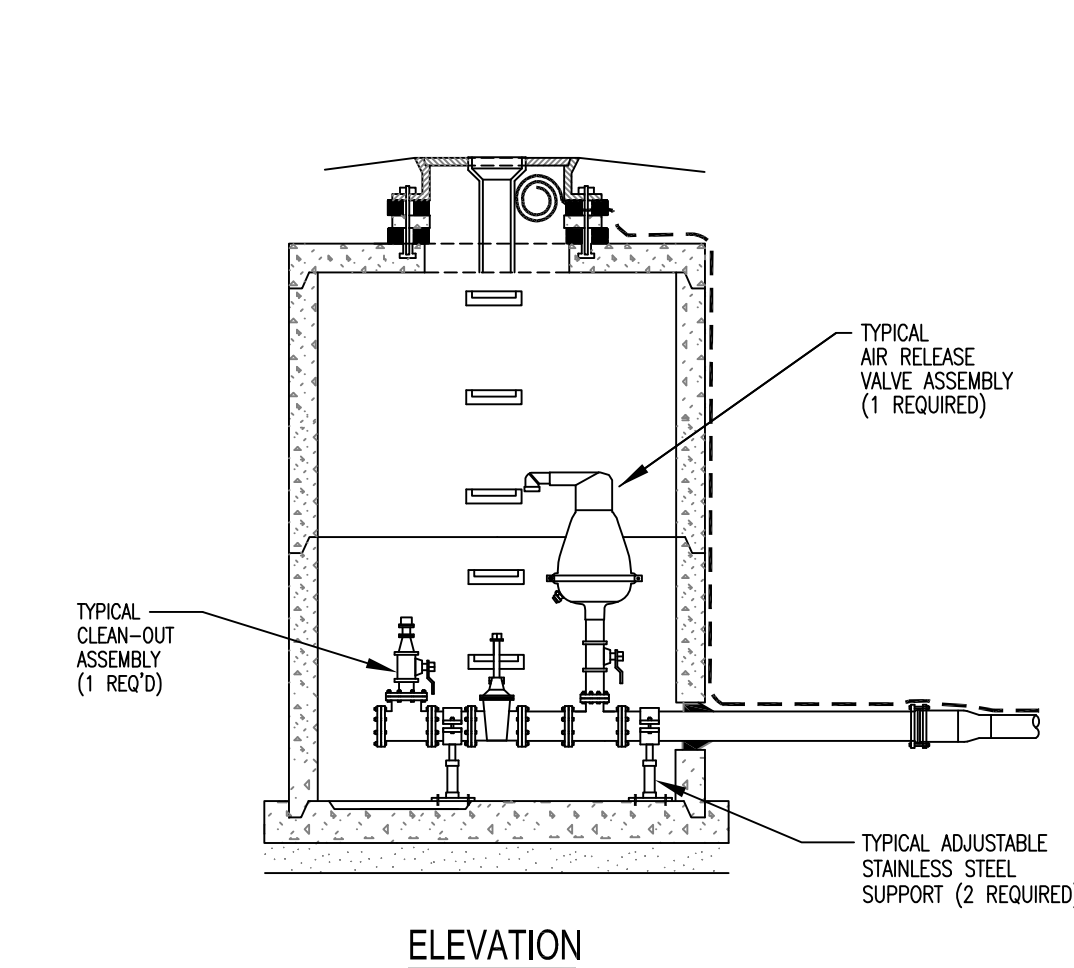 TYPICAL
AIR RELEASE
VALVE ASSEMBLY
(1 REQUIRED)
TYPICAL
CLEAN-OUT
ASSEMBLY
(1 REQ'D)
TYPICAL ADJUSTABLE
STAINLESS STEEL
SUPPORT (2 REQUIRED)
ELEVATION